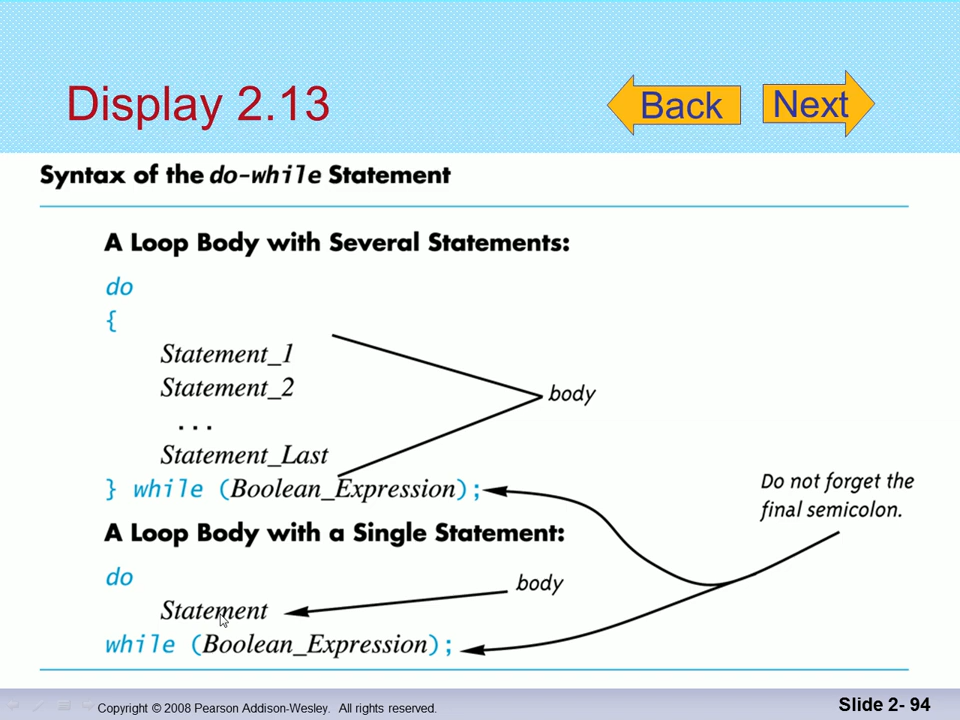 Display 2.13
Back
Next
Syntax of the do-while Statement
A Loop Body with Several Statements:
do
{
Statement_1
Statement_2
...
Statement_Last
body
} while (Boolean_Expression);
Do not forget the
final semicolon.
A Loop Body with a Single Statement:
do
Statement
body
while (Boolean_Expression);
Copyright © 2008 Pearson Addison-Wesley. All rights reserved.
Slide 2- 94